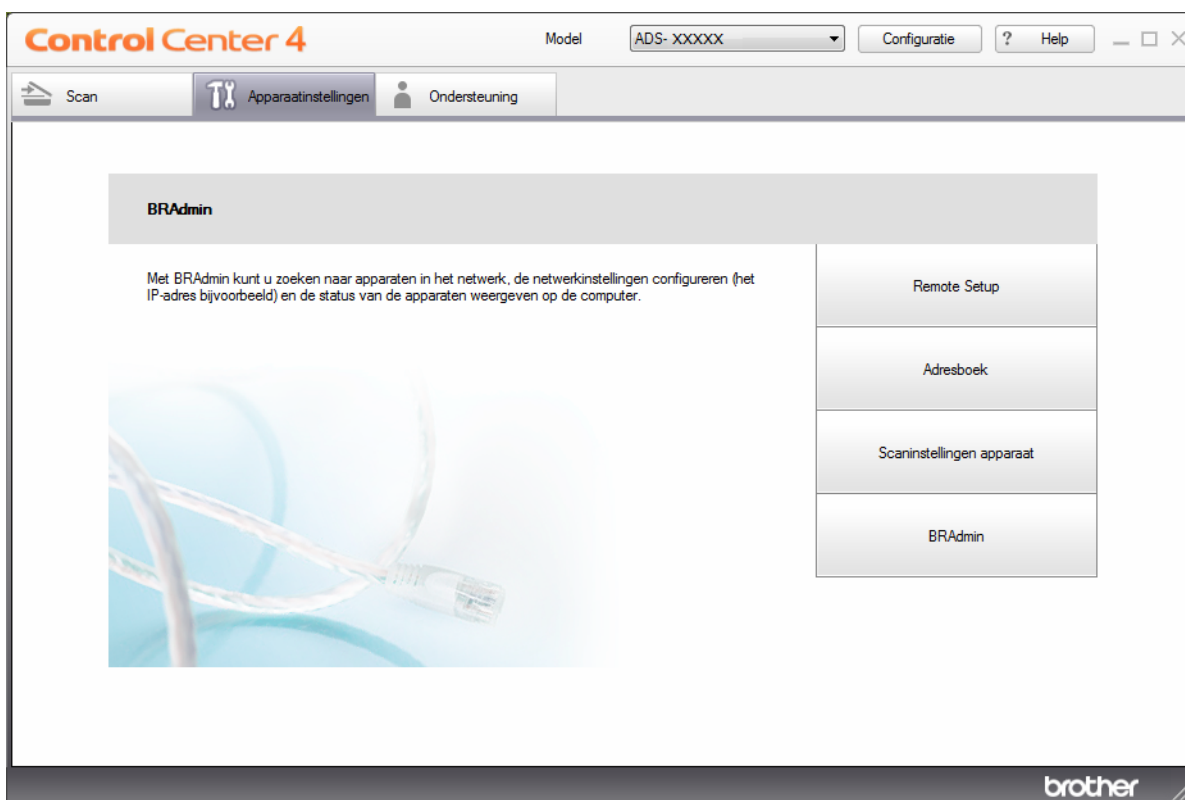 Control Center 4
Model
ADS- XXXXX
Configuratie
? Help
Scan
Apparaatinstellingen
Ondersteuning
BRAdmin
Met BRAdmin kunt u zoeken naar apparaten in het netwerk, de netwerkinstellingen configureren (het
IP-adres bijvoorbeeld) en de status van de apparaten weergeven op de computer.
Remote Setup
Adresboek
Scaninstellingen apparaat
BRAdmin
brother